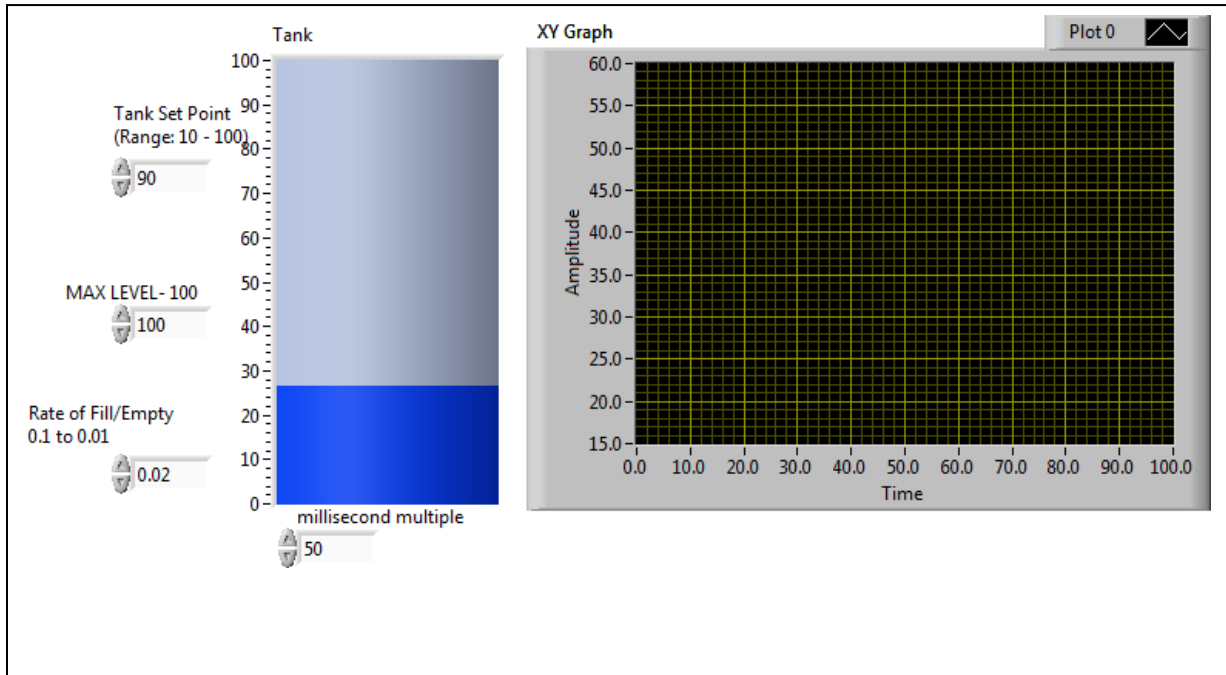 Tank
100
90
80
70
60
50
40
30
20
10
0
Tank Set Point
(Range: 10 - 100)
90
MAX LEVEL- 100
100
Rate of Fill/Empty
0.1 to 0.01
0.02
millisecond multiple
50
XY Graph
Plot 0
60.0
55.0
50.0
45.0
40.0
35.0
30.0
25.0
20.0
15.0
Amplitude
0.0 10.0 20.0 30.0 40.0 50.0 60.0 70.0 80.0 90.0 100.0
Time